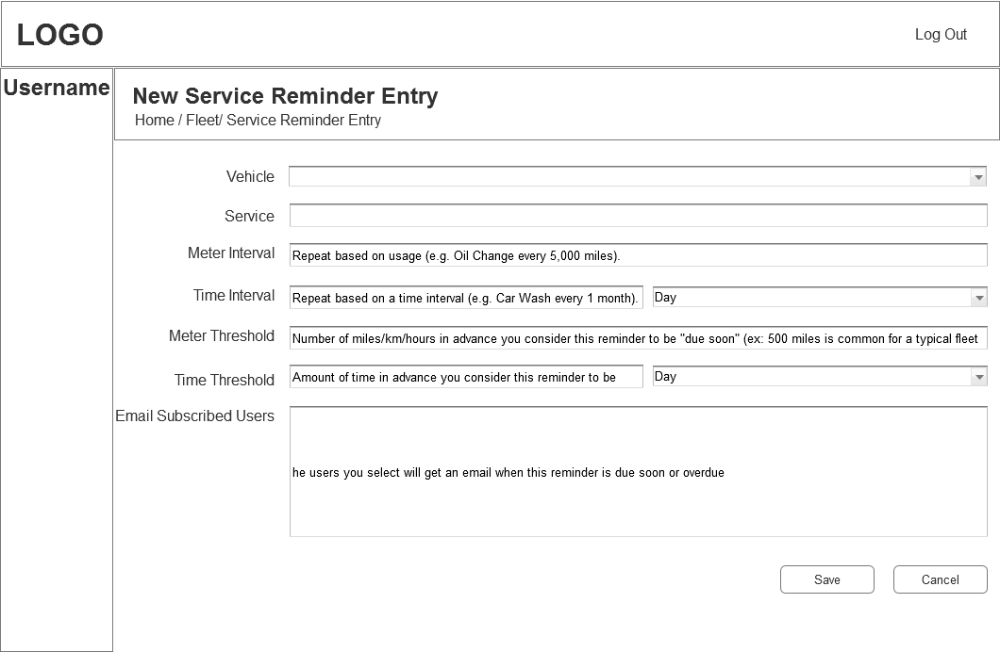 LOGO
Log Out
Username
New Service Reminder Entry
Home / Fleet/ Service Reminder Entry
Vehicle
Service
Meter Interval
Repeat based on usage (e.g. Oil Change every 5,000 miles).
Time Interval
Repeat based on a time interval (e.g. Car Wash every 1 month).
Day
Meter Threshold
Number of miles/km/hours in advance you consider this reminder to be "due soon" (ex: 500 miles is common for a typical fleet
Time Threshold
Amount of time in advance you consider this reminder to be
Day
Email Subscribed Users
he users you select will get an email when this reminder is due soon or overdue
Save
Cancel